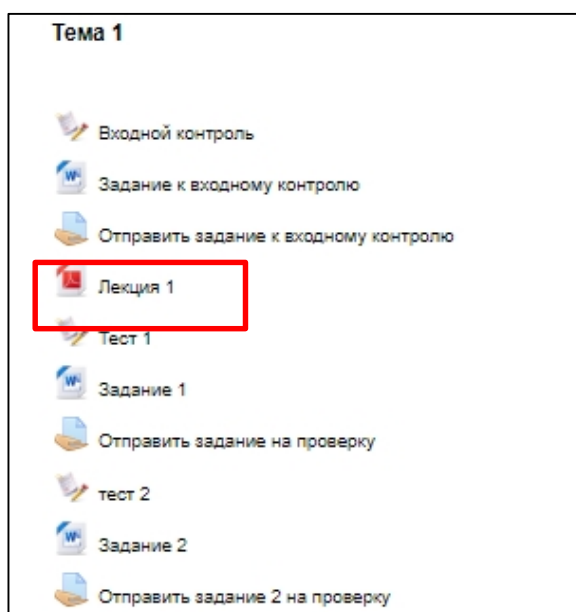 Тема 1
Входной контроль
Задание к входному контролю
Отправить задание к входному контролю
Лекция 1
Тест 1
Задание 1
Отправить задание на проверку
тест 2
Задание 2
Отправить задание 2 на проверку